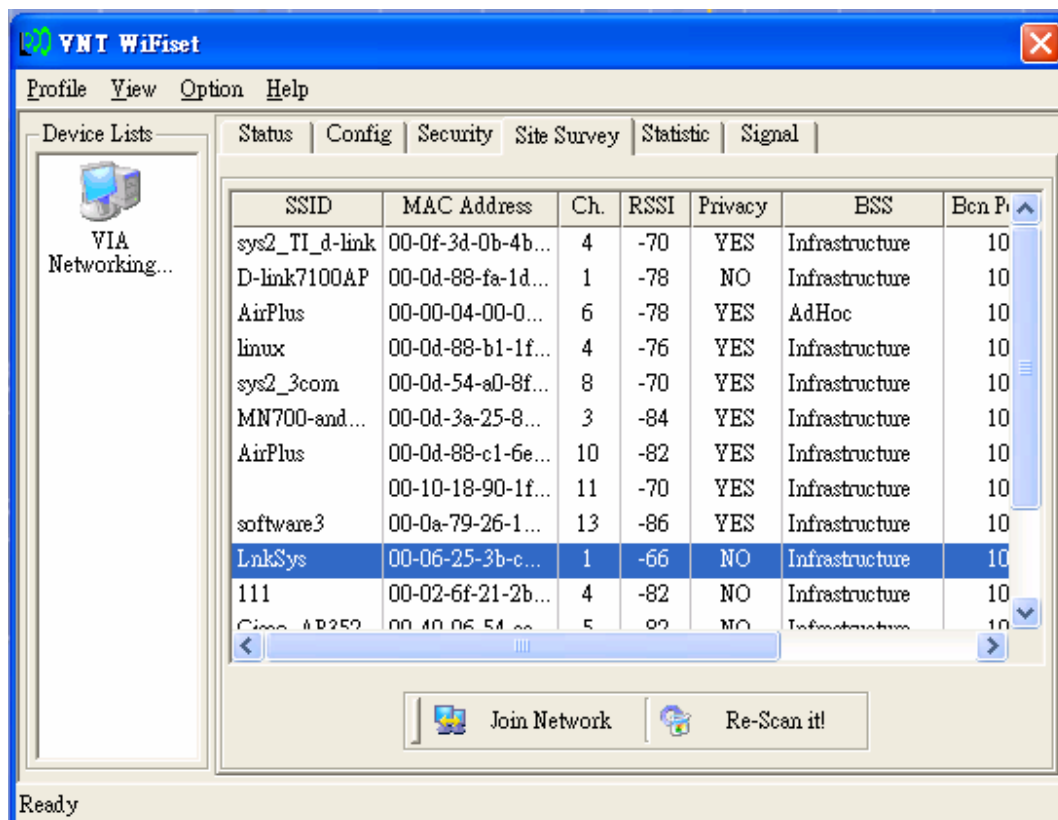 VNT WiFiset
Profile View Option Help
Device Lists
VIA
Networking...
Status Config Security Site Survey Statistic Signal
SSID MAC Address Ch. RSSI Privacy BSS Bcn
sys2_TI_d-link 00-0f-3d-0b-4b... 4 -70 YES Infrastructure 10
D-link7100AP 00-0d-88-fa-1d... 1 -78 NO Infrastructure 10
AirPlus 00-00-04-00-0... 6 -78 YES AdHoc 10
linux 00-0d-88-b1-1f... 4 -76 YES Infrastructure 10
sys2_3com 00-0d-54-a0-8f... 8 -70 YES Infrastructure 10
MN700-and... 00-0d-3a-25-8... 3 -84 YES Infrastructure 10
AirPlus 00-0d-88-c1-6e... 10 -82 YES Infrastructure 10
00-10-18-90-1f... 11 -70 YES Infrastructure 10
software3 00-0a-79-26-1... 13 -86 YES Infrastructure 10
LnkSys 00-06-25-3b-c... 1 -66 NO Infrastructure 10
111 00-02-6f-21-2b... 4 -82 NO Infrastructure 10
NO Infrastructure 10
Join Network Re-Scan it!
Ready